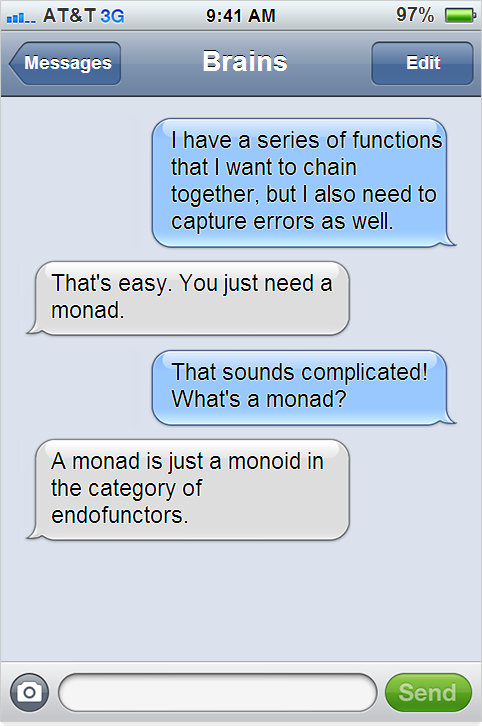 AT&T 3G 9:41 AM 97%
Messages Brains Edit
I have a series of functions
that I want to chain
together, but I also need to
capture errors as well.
That's easy. You just need a
monad.
That sounds complicated!
What's a monad?
A monad is just a monoid in
the category of
endofunctors.
Send